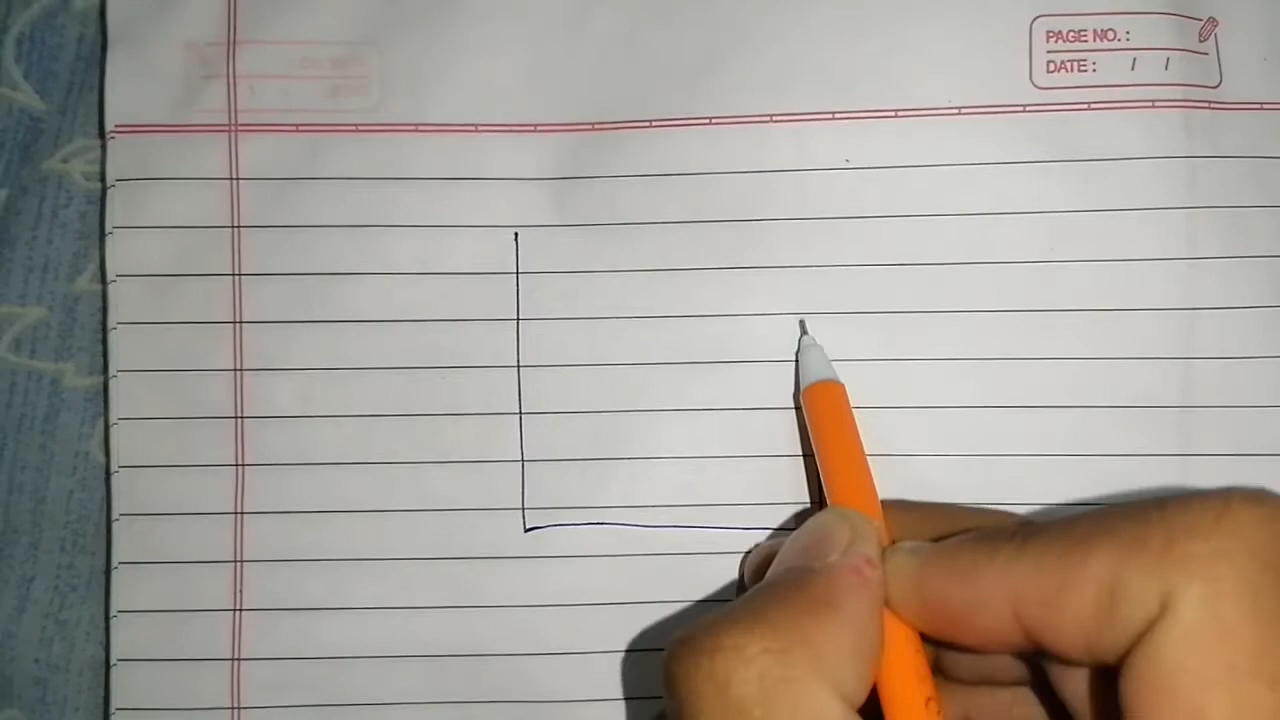 PAGE NO. :
DATE : / /